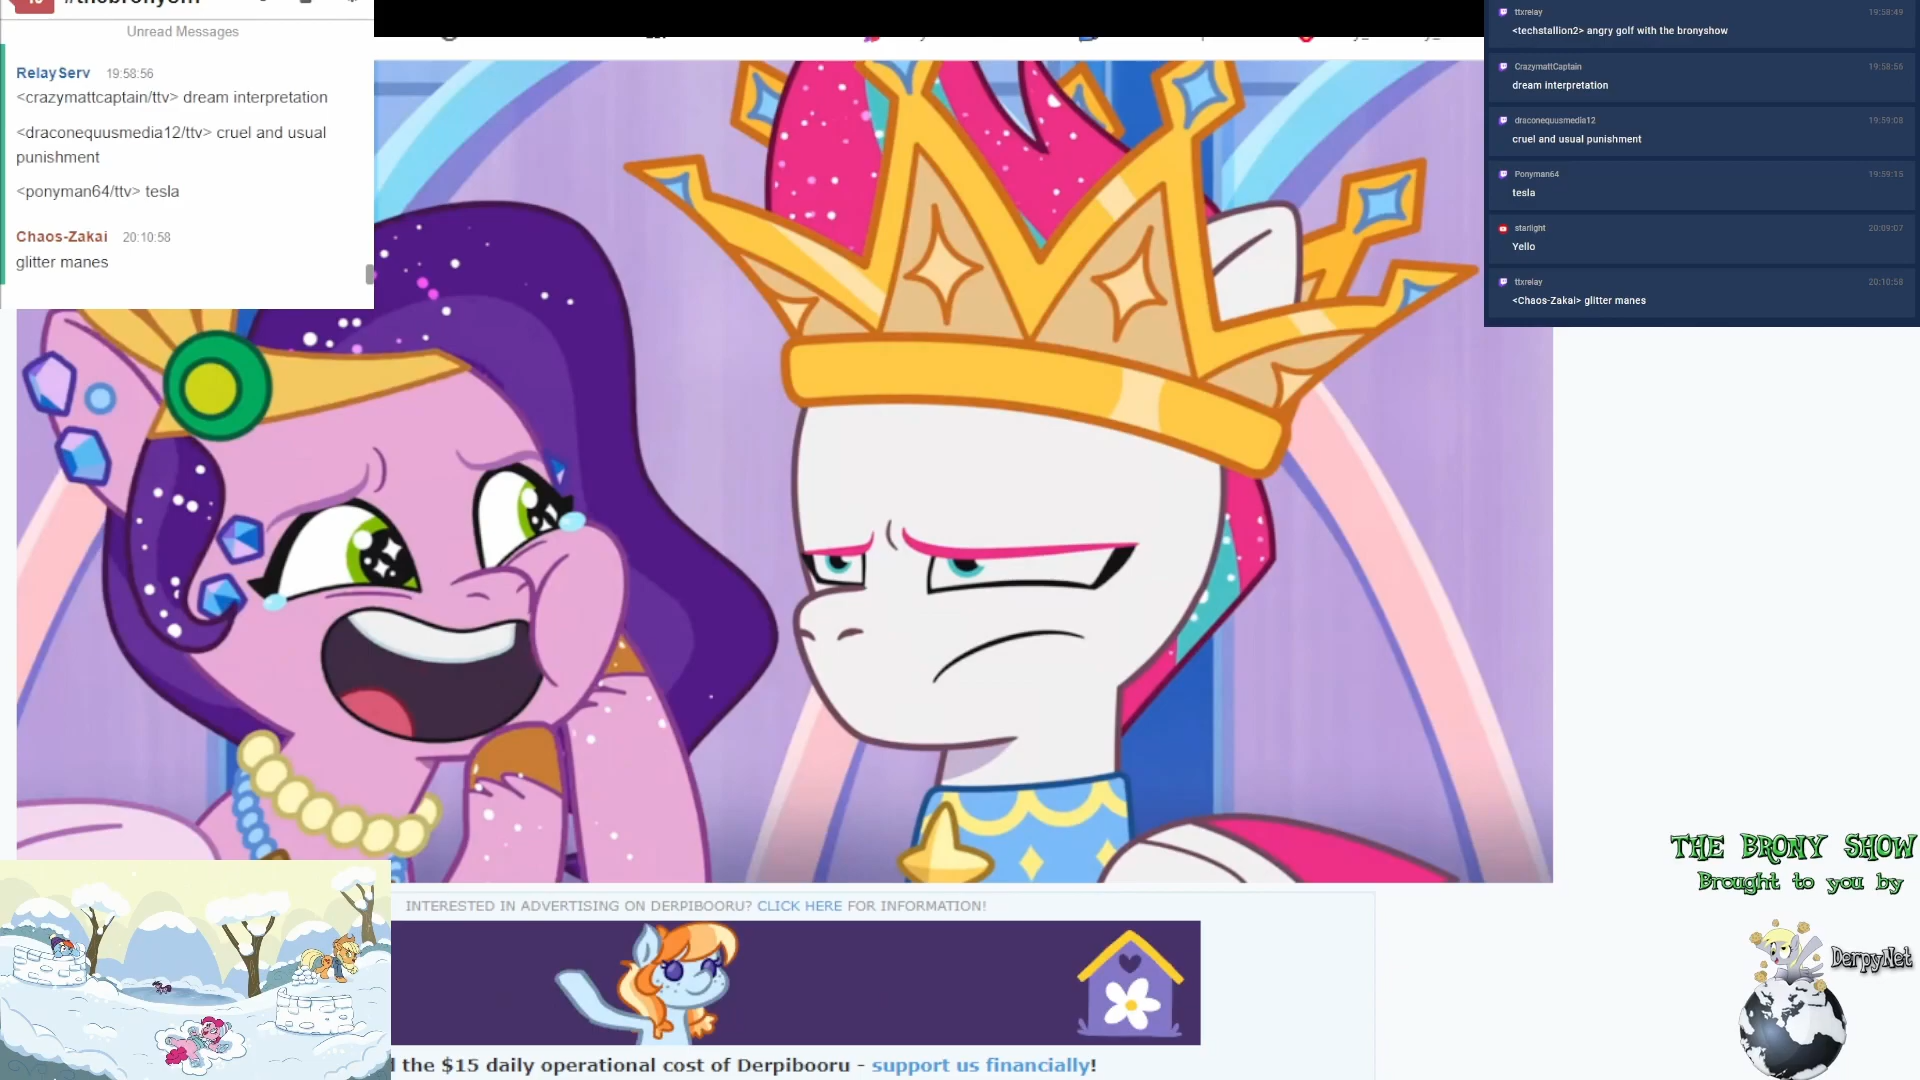 Unread Messages
RelayServ 19:58:56
<crazymattcaptain/ttv> dream interpretation
<draconequusmedia12/ttv> cruel and usual
punishment
<ponyman64/ttv> tesla
Chaos-Zakai 20:10:58
glitter manes
ttxrelay 19:58:49
<techstallion2> angry golf with the bronyshow
CrazymattCaptain 19:58:56
dream interpretation
draconequusmedia12 19:59:08
cruel and usual punishment
Ponyman64 19:59:15
tesla
starlight 20:09:07
Yello
ttxrelay 20:10:58
<Chaos-Zakai> glitter manes
THE BRONY SHOW
Brought to you by
DerpyNet
INTERESTED IN ADVERTISING ON DERPIBOORU? CLICK HERE FOR INFORMATION!
the $15 daily operational cost of Derpibooru - support us financially!